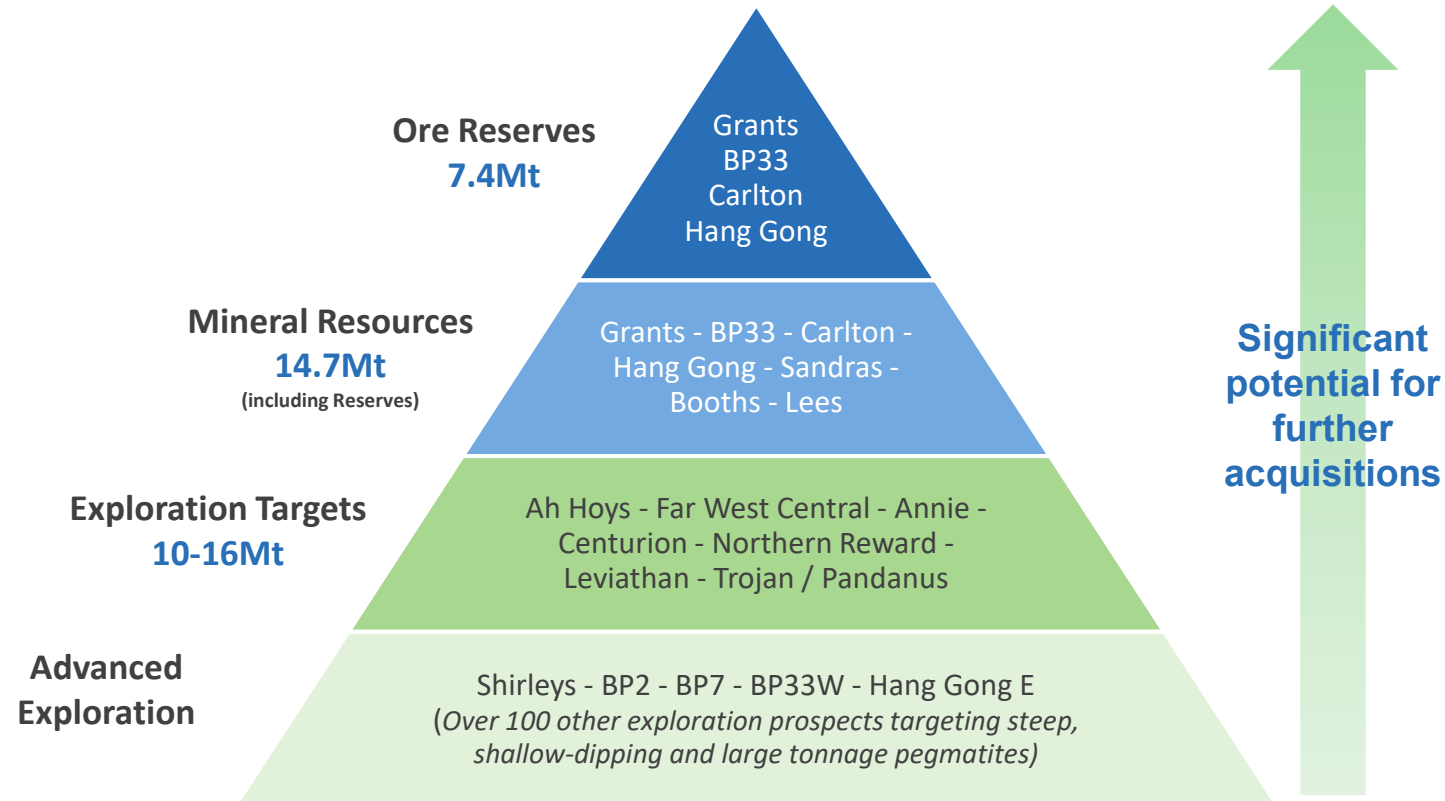 Ore Reserves
7.4Mt
Grants
BP33
Carlton
Hang Gong
Mineral Resources
14.7Mt
(including Reserves)
Grants - BP33 - Carlton -
Hang Gong - Sandras -
Booths - Lees
Exploration Targets
10-16Mt
Ah Hoys - Far West Central - Annie -
Centurion - Northern Reward -
Leviathan - Trojan / Pandanus
Advanced
Exploration
Shirleys - BP2 - BP7 - BP33W - Hang Gong E
(Over 100 other exploration prospects targeting steep,
shallow-dipping and large tonnage pegmatites)
Significant
potential for
further
acquisitions